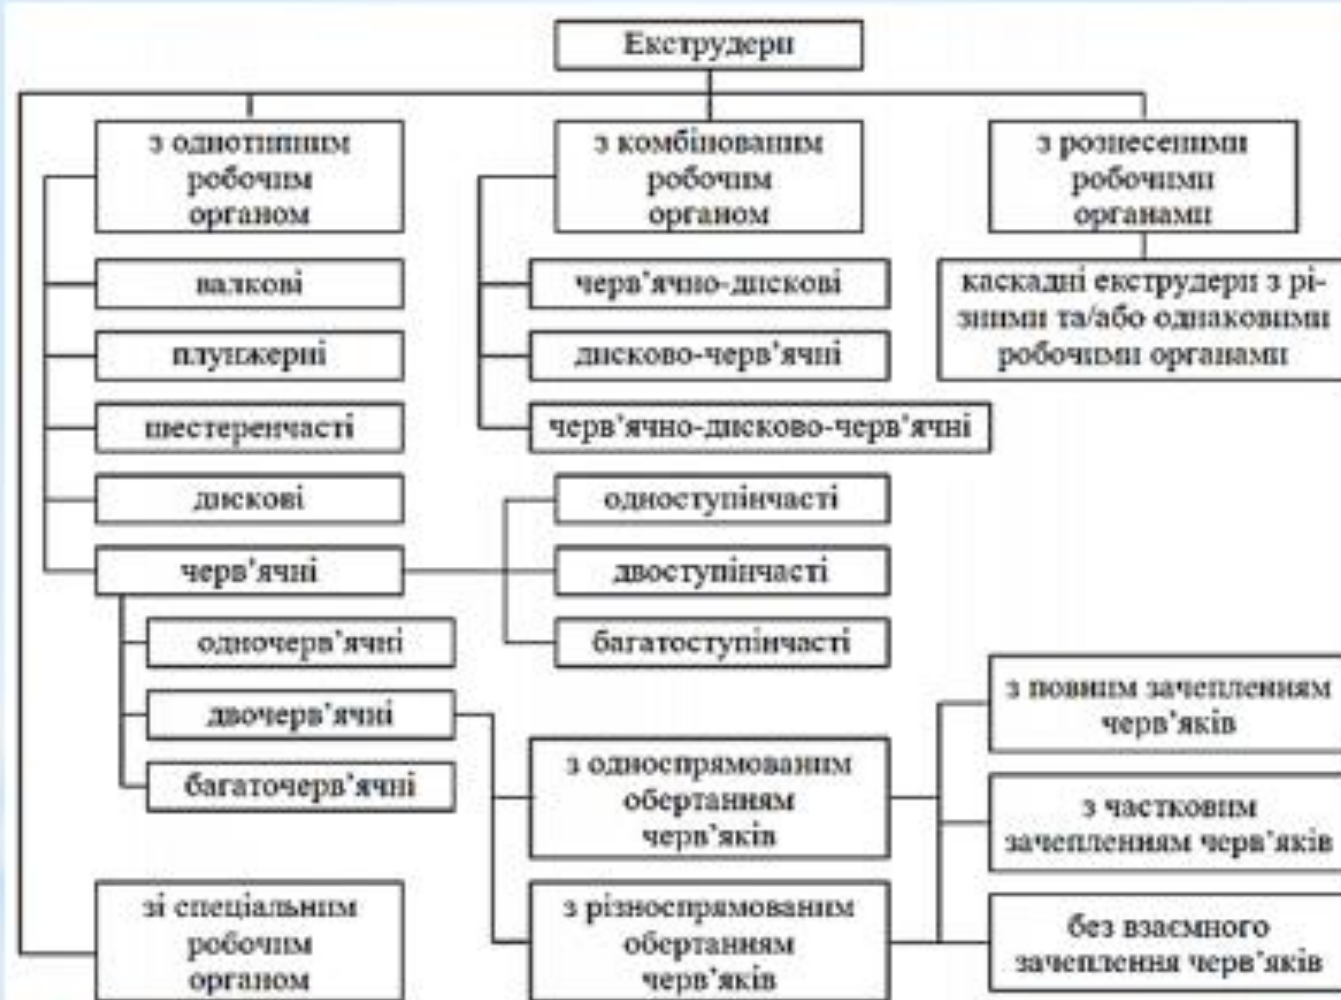 Екструдери
з однотипним
робочим
органом
валкові
плунжерні
шестеренчасті
дискові
черв'ячні
одночерв'ячні
двочерв'ячні
багаточерв'ячні
зі спеціальним
робочим
органом
з комбінованим
робочим
органом
черв'ячно-дискові
дисково-черв'ячні
черв'ячно-дисково-черв'ячні
одноступінчасті
двоступінчасті
багатоступінчасті
з односпрямованим
обертанням
черв'яків
з різноспрямованим
обертанням
черв'яків
з рознесеними
робочими
органами
каскадні екструдери з рі-
зними та/або однаковими
робочими органами
з повним зачепленням
черв'яків
з частковим
зачепленням черв'яків
без взаємного
зачеплення черв'яків